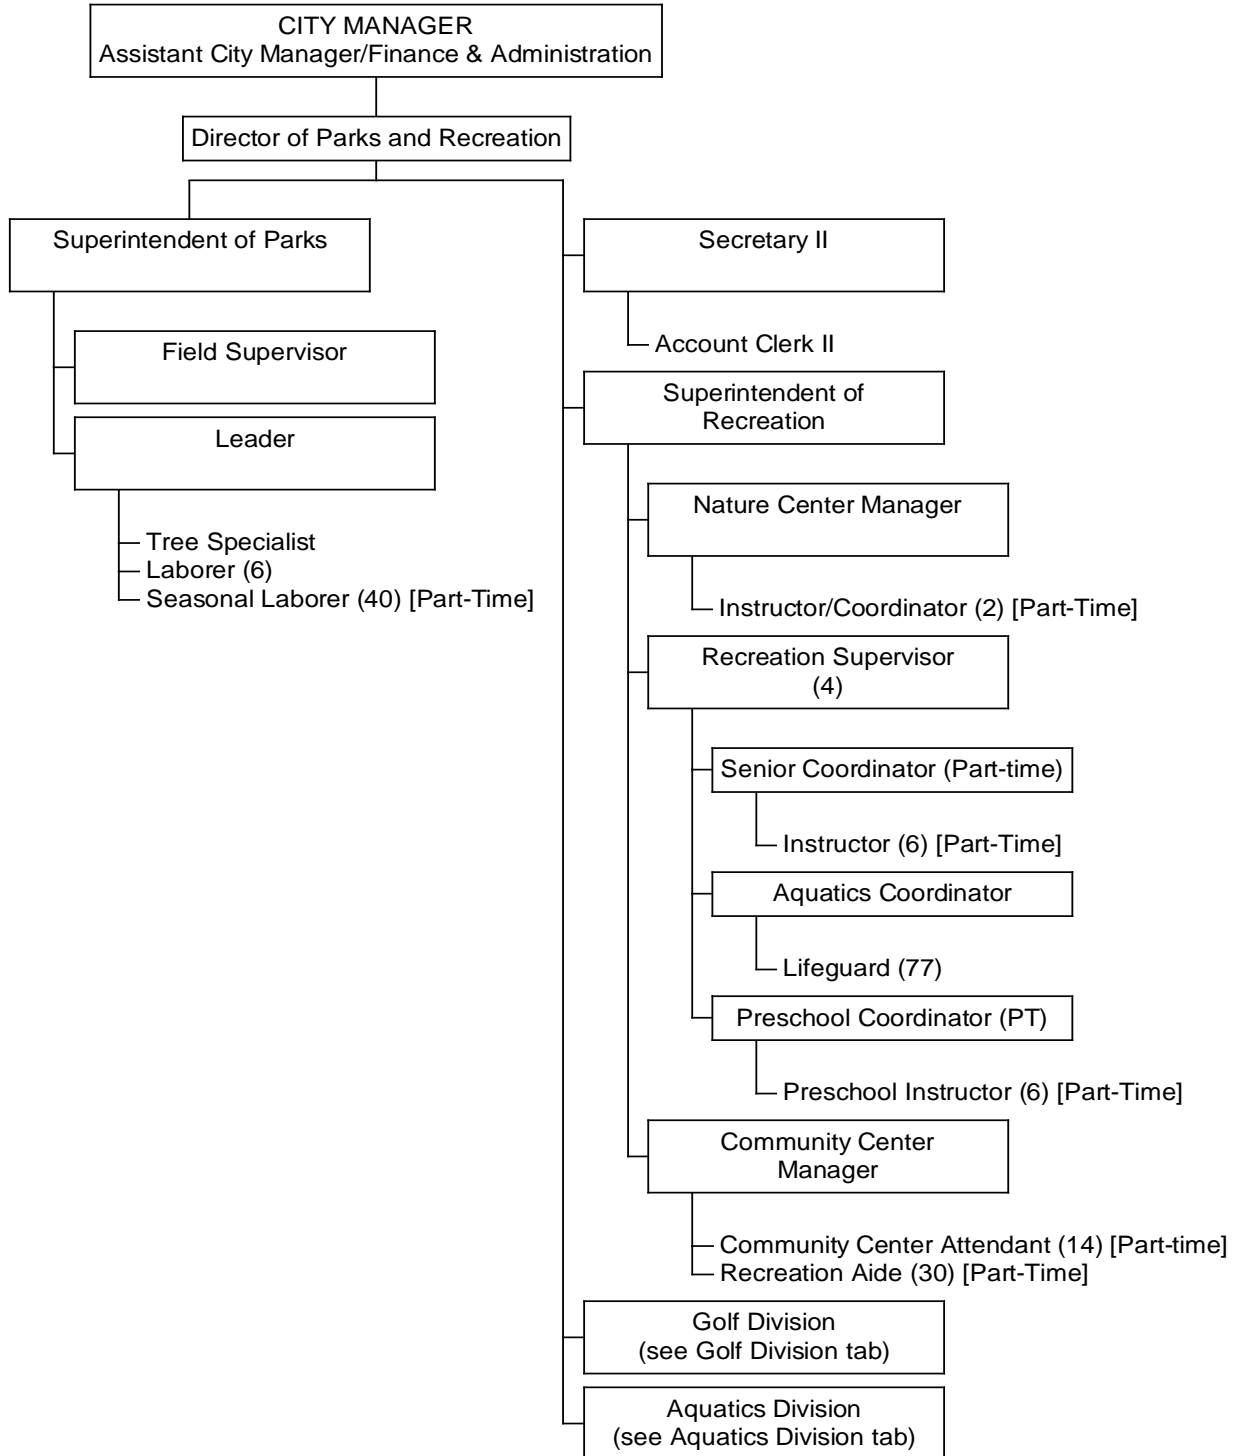 CITY MANAGER
Assistant City Manager/Finance & Administration
Director of Parks and Recreation
Superintendent of Parks
Field Supervisor
Leader
Tree Specialist
Laborer (6)
Seasonal Laborer (40) [Part-Time]
Secretary II
Account Clerk II
Superintendent of
Recreation
Nature Center Manager
Instructor/Coordinator (2) [Part-Time]
Recreation Supervisor
(4)
Senior Coordinator (Part-time)
Instructor (6) [Part-Time]
Aquatics Coordinator
Lifeguard (77)
Preschool Coordinator (PT)
Preschool Instructor (6) [Part-Time]
Community Center
Manager
Community Center Attendant (14) [Part-time]
Recreation Aide (30) [Part-Time]
Golf Division
(see Golf Division tab)
Aquatics Division
(see Aquatics Division tab)